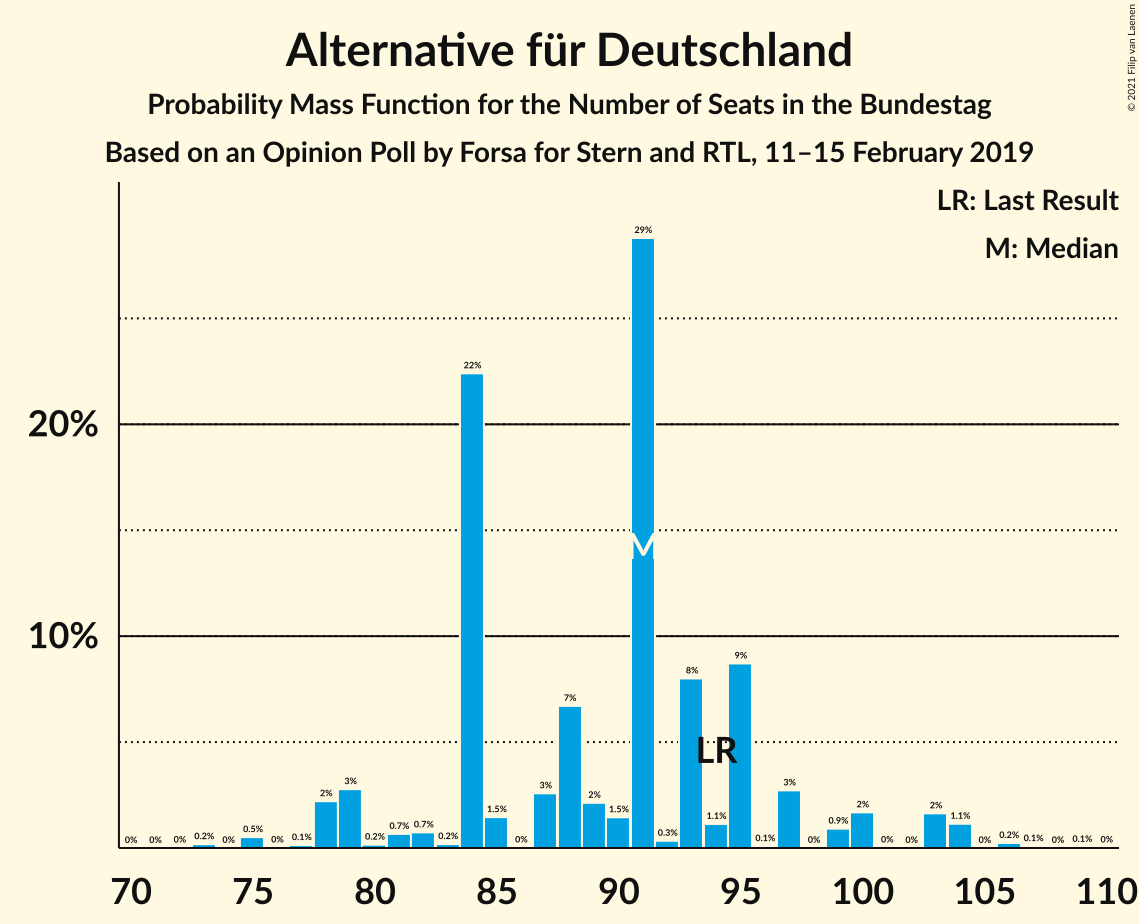 Alternative für Deutschland
Probability Mass Function for the Number of Seats in the Bundestag
Based on an Opinion Poll by Forsa for Stern and RTL, 11–15 February 2019
© 2021 Filip van Laenen
LR: Last Result
M: Median
20%
10%
0% 0% 0% 0.2% 0% 0.5% 0% 0.1% 2% 3% 0.2% 0.7% 0.7% 0.2% 22% 1.5% 0% 3% 7% 2% 1.5% 29% 0.3% 8% 1.1% 9% 0.1% 3% 0% 0.9% 2% 0% 0% 2% 1.1% 0% 0.2% 0.1% 0% 0.1% 0%
M
LR
70 75 80 85 90 95 100 105 110